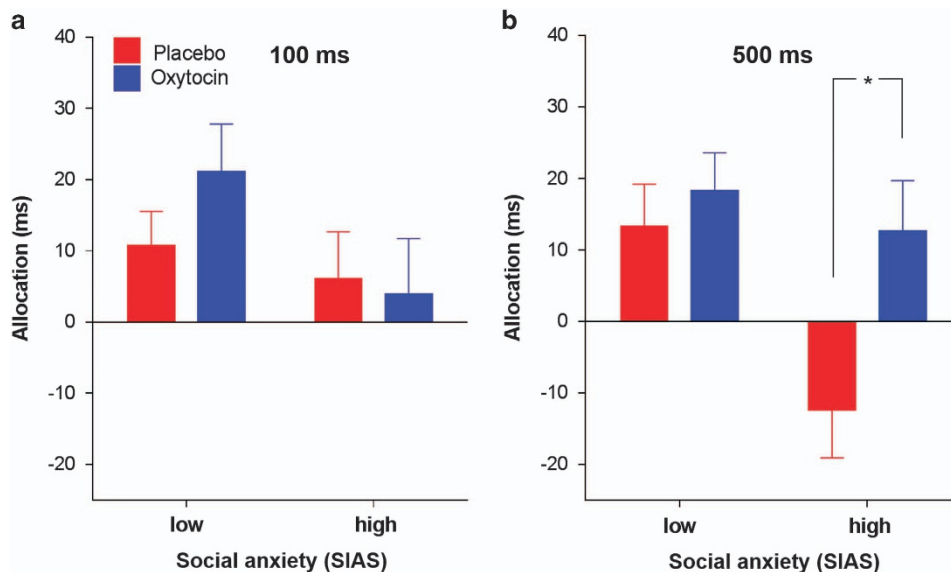 a
100 ms
Placebo
Oxytocin
40
30
20
10
0
-10
-20
Allocation (ms)
low
high
Social anxiety (SIAS)
b
500 ms
*
40
30
20
10
0
-10
-20
Allocation (ms)
low
high
Social anxiety (SIAS)